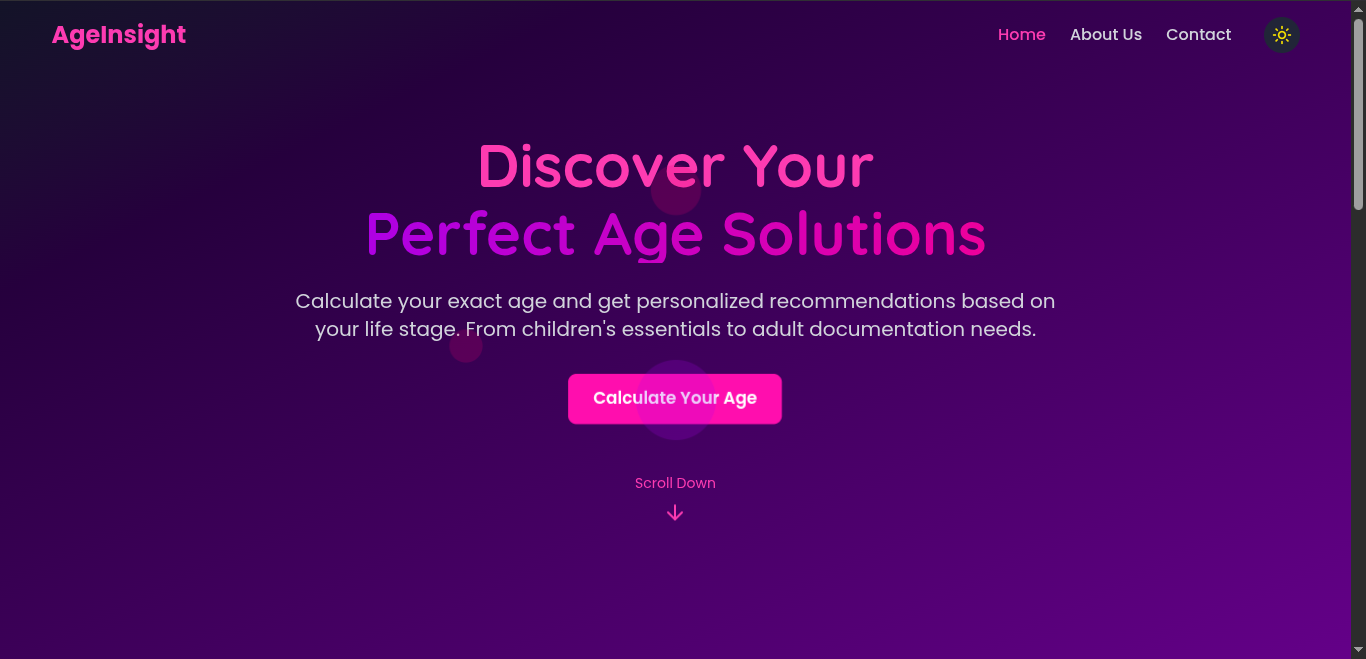 AgeInsight
Home About Us Contact
Discover Your
Perfect Age Solutions
Calculate your exact age and get personalized recommendations based on
your life stage. From children's essentials to adult documentation needs.
Calculate Your Age
Scroll Down